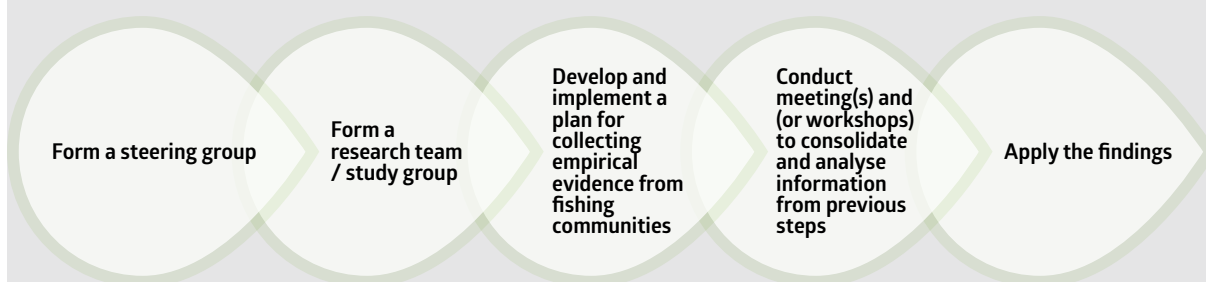 Form a steering group
Form a
research team
/ study group
Develop and
implement a
plan for
collecting
empirical
evidence from
fishing
communities
Conduct
meeting(s) and
(or workshops)
to consolidate
and analyse
information
from previous
steps
Apply the findings